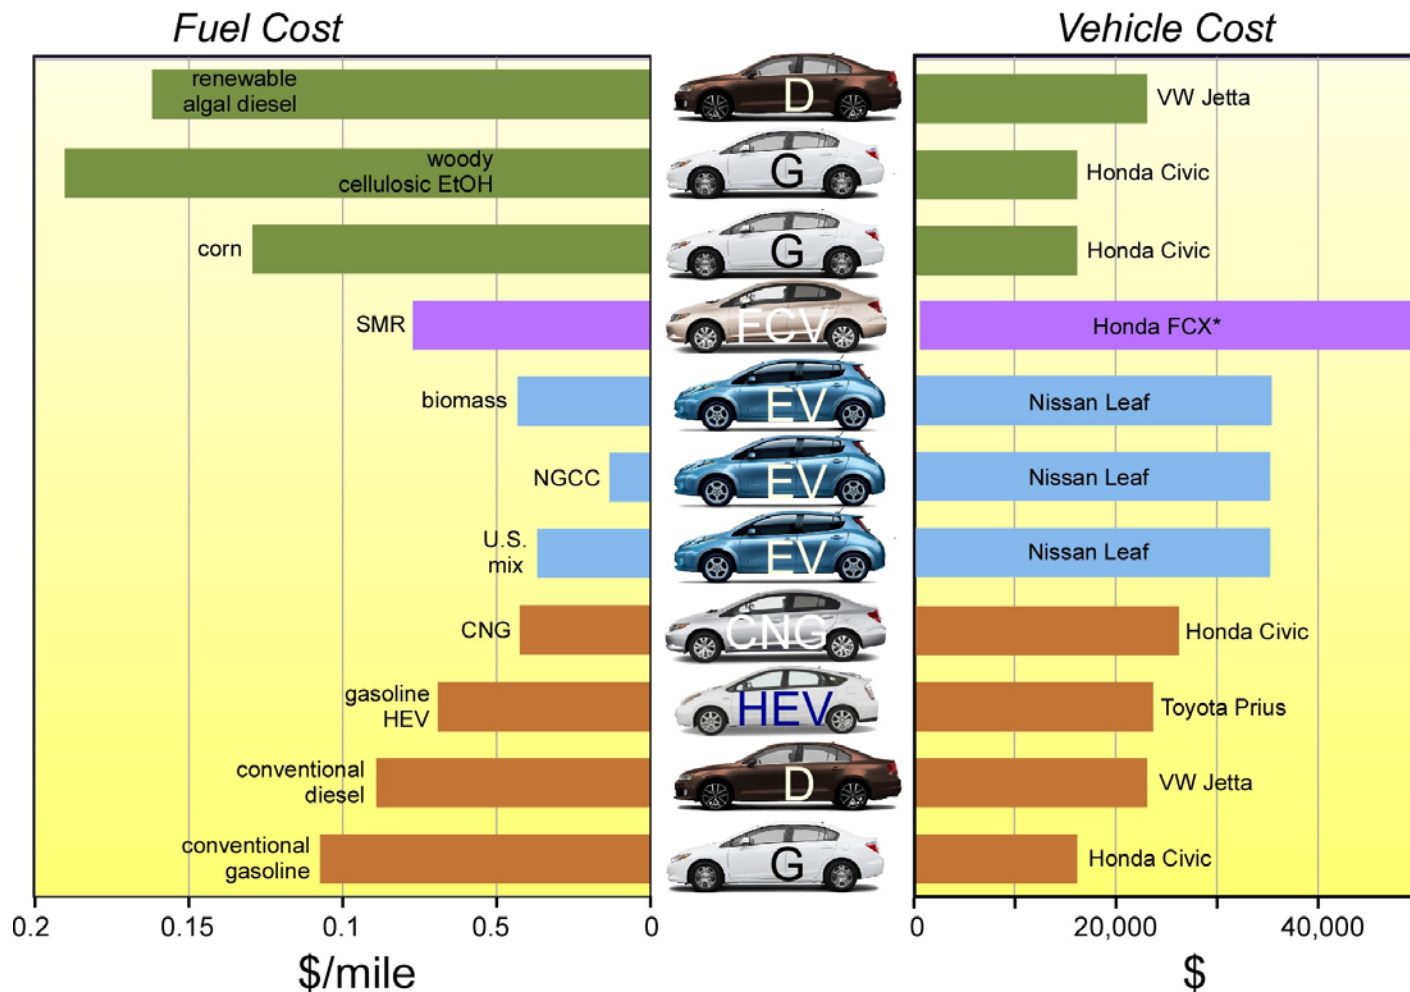 Fuel Cost
Vehicle Cost
renewable
algal diesel
D
VW Jetta
woody
cellulosic EtOH
G
Honda Civic
corn
G
Honda Civic
SMR
FCV
Honda FCX*
biomass
EV
Nissan Leaf
NGCC
EV
Nissan Leaf
U.S.
mix
EV
Nissan Leaf
CNG
CNG
Honda Civic
gasoline
HEV
HEV
Toyota Prius
conventional
diesel
D
VW Jetta
conventional
gasoline
G
Honda Civic
0.2 0.15 0.1 0.5 0
0 20,000 40,000
$/mile
$